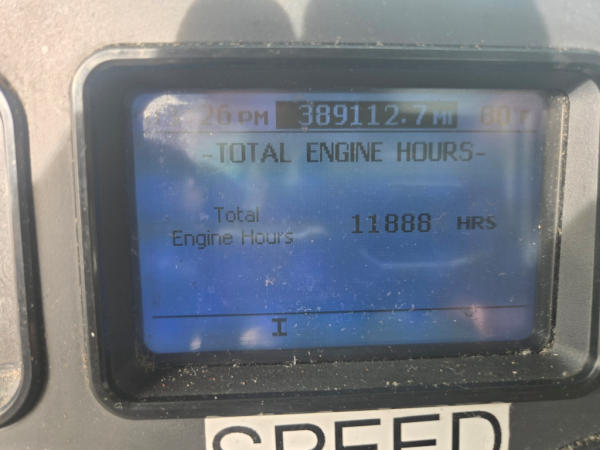 26 PM 389112.7 MI
-TOTAL ENGINE HOURS-
Total
Engine Hours 11888 HRS
I
SPEED